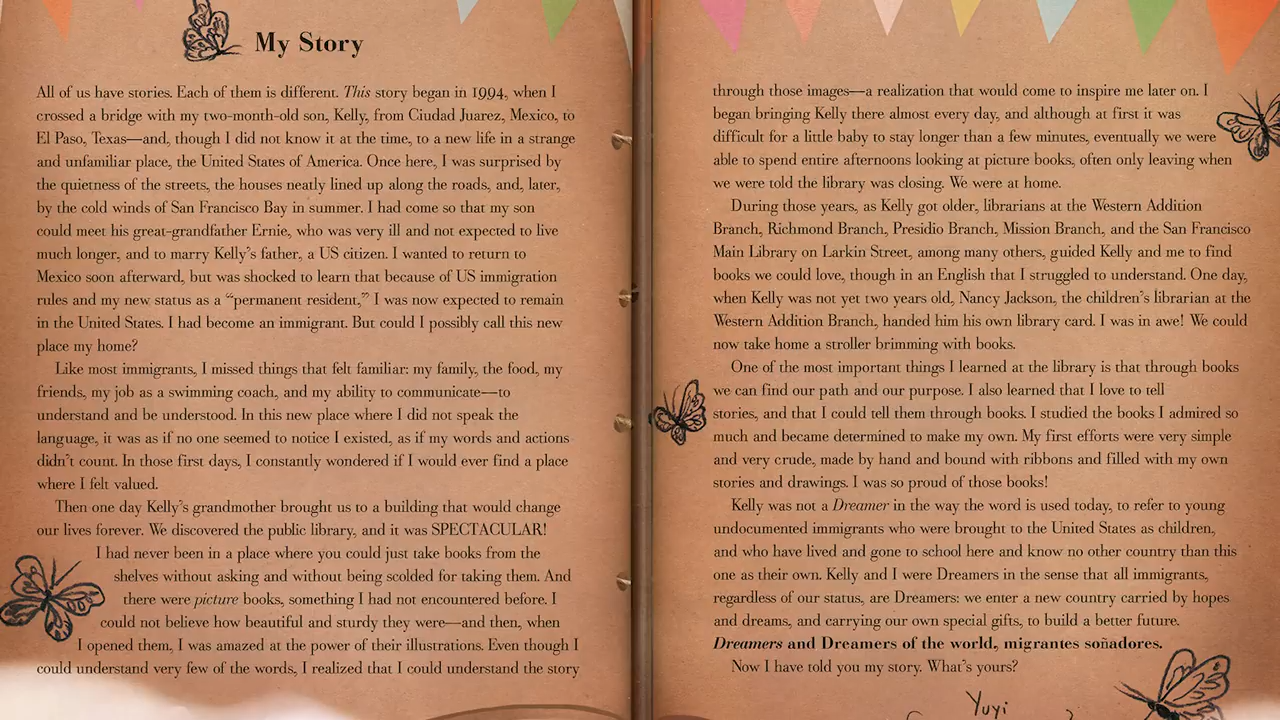 My Story
All of us have stories. Each of them is different. This story began in 1994, when I
crossed a bridge with my two-month-old son, Kelly, from Ciudad Juarez, Mexico, to
El Paso, Texas—and, though I did not know it at the time, to a new life in a strange
and unfamiliar place, the United States of America. Once here, I was surprised by
the quietness of the streets, the houses neatly lined up along the roads, and, later,
by the cold winds of San Francisco Bay in summer. I had come so that my son
could meet his great-grandfather Ernie, who was very ill and not expected to live
much longer, and to marry Kelly's father, a US citizen. I wanted to return to
Mexico soon afterward, but was shocked to learn that because of US immigration
rules and my new status as a “permanent resident,” I was now expected to remain
in the United States. I had become an immigrant. But could I possibly call this new
place my home?
Like most immigrants, I missed things that felt familiar: my family, the food, my
friends, my job as a swimming coach, and my ability to communicate—to
understand and be understood. In this new place where I did not speak the
language, it was as if no one seemed to notice I existed, as if my words and actions
didn't count. In those first days, I constantly wondered if I would ever find a place
where I felt valued.
Then one day Kelly's grandmother brought us to a building that would change
our lives forever. We discovered the public library, and it was SPECTACULAR!
I had never been in a place where you could just take books from the
shelves without asking and without being scolded for taking them. And
there were picture books, something I had not encountered before. I
could not believe how beautiful and sturdy they were—and then, when
I opened them, I was amazed at the power of their illustrations. Even though I
could understand very few of the words, I realized that I could understand the story
through those images—a realization that would come to inspire me later on. I
began bringing Kelly there almost every day, and although at first it was
difficult for a little baby to stay longer than a few minutes, eventually we were
able to spend entire afternoons looking at picture books, often only leaving when
we were told the library was closing. We were at home.
During those years, as Kelly got older, librarians at the Western Addition
Branch, Richmond Branch, Presidio Branch, Mission Branch, and the San Francisco
Main Library on Larkin Street, among many others, guided Kelly and me to find
books we could love, though in an English that I struggled to understand. One day,
when Kelly was not yet two years old, Nancy Jackson, the children's librarian at the
Western Addition Branch, handed him his own library card. I was in awe! We could
now take home a stroller brimming with books.
One of the most important things I learned at the library is that through books
we can find our path and our purpose. I also learned that I love to tell
stories, and that I could tell them through books. I studied the books I admired so
much and became determined to make my own. My first efforts were very simple
and very crude, made by hand and bound with ribbons and filled with my own
stories and drawings. I was so proud of those books!
Kelly was not a Dreamer in the way the word is used today, to refer to young
undocumented immigrants who were brought to the United States as children,
and who have lived and gone to school here and know no other country than this
one as their own. Kelly and I were Dreamers in the sense that all immigrants,
regardless of our status, are Dreamers: we enter a new country carried by hopes
and dreams, and carrying our own special gifts, to build a better future.
Dreamers and Dreamers of the world, migrantes soñadores.
Now I have told you my story. What's yours?
Yuyi